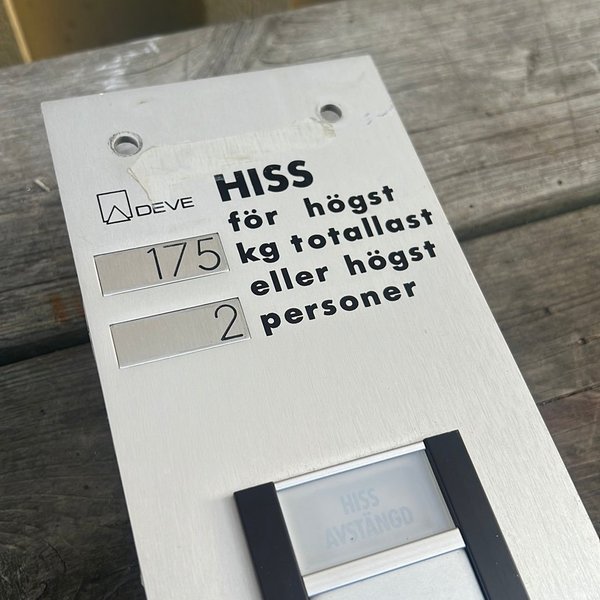 HISS
DEVE
för högst
175 kg totallast
eller högst
2 personer
HISS
AVSTÄNGD